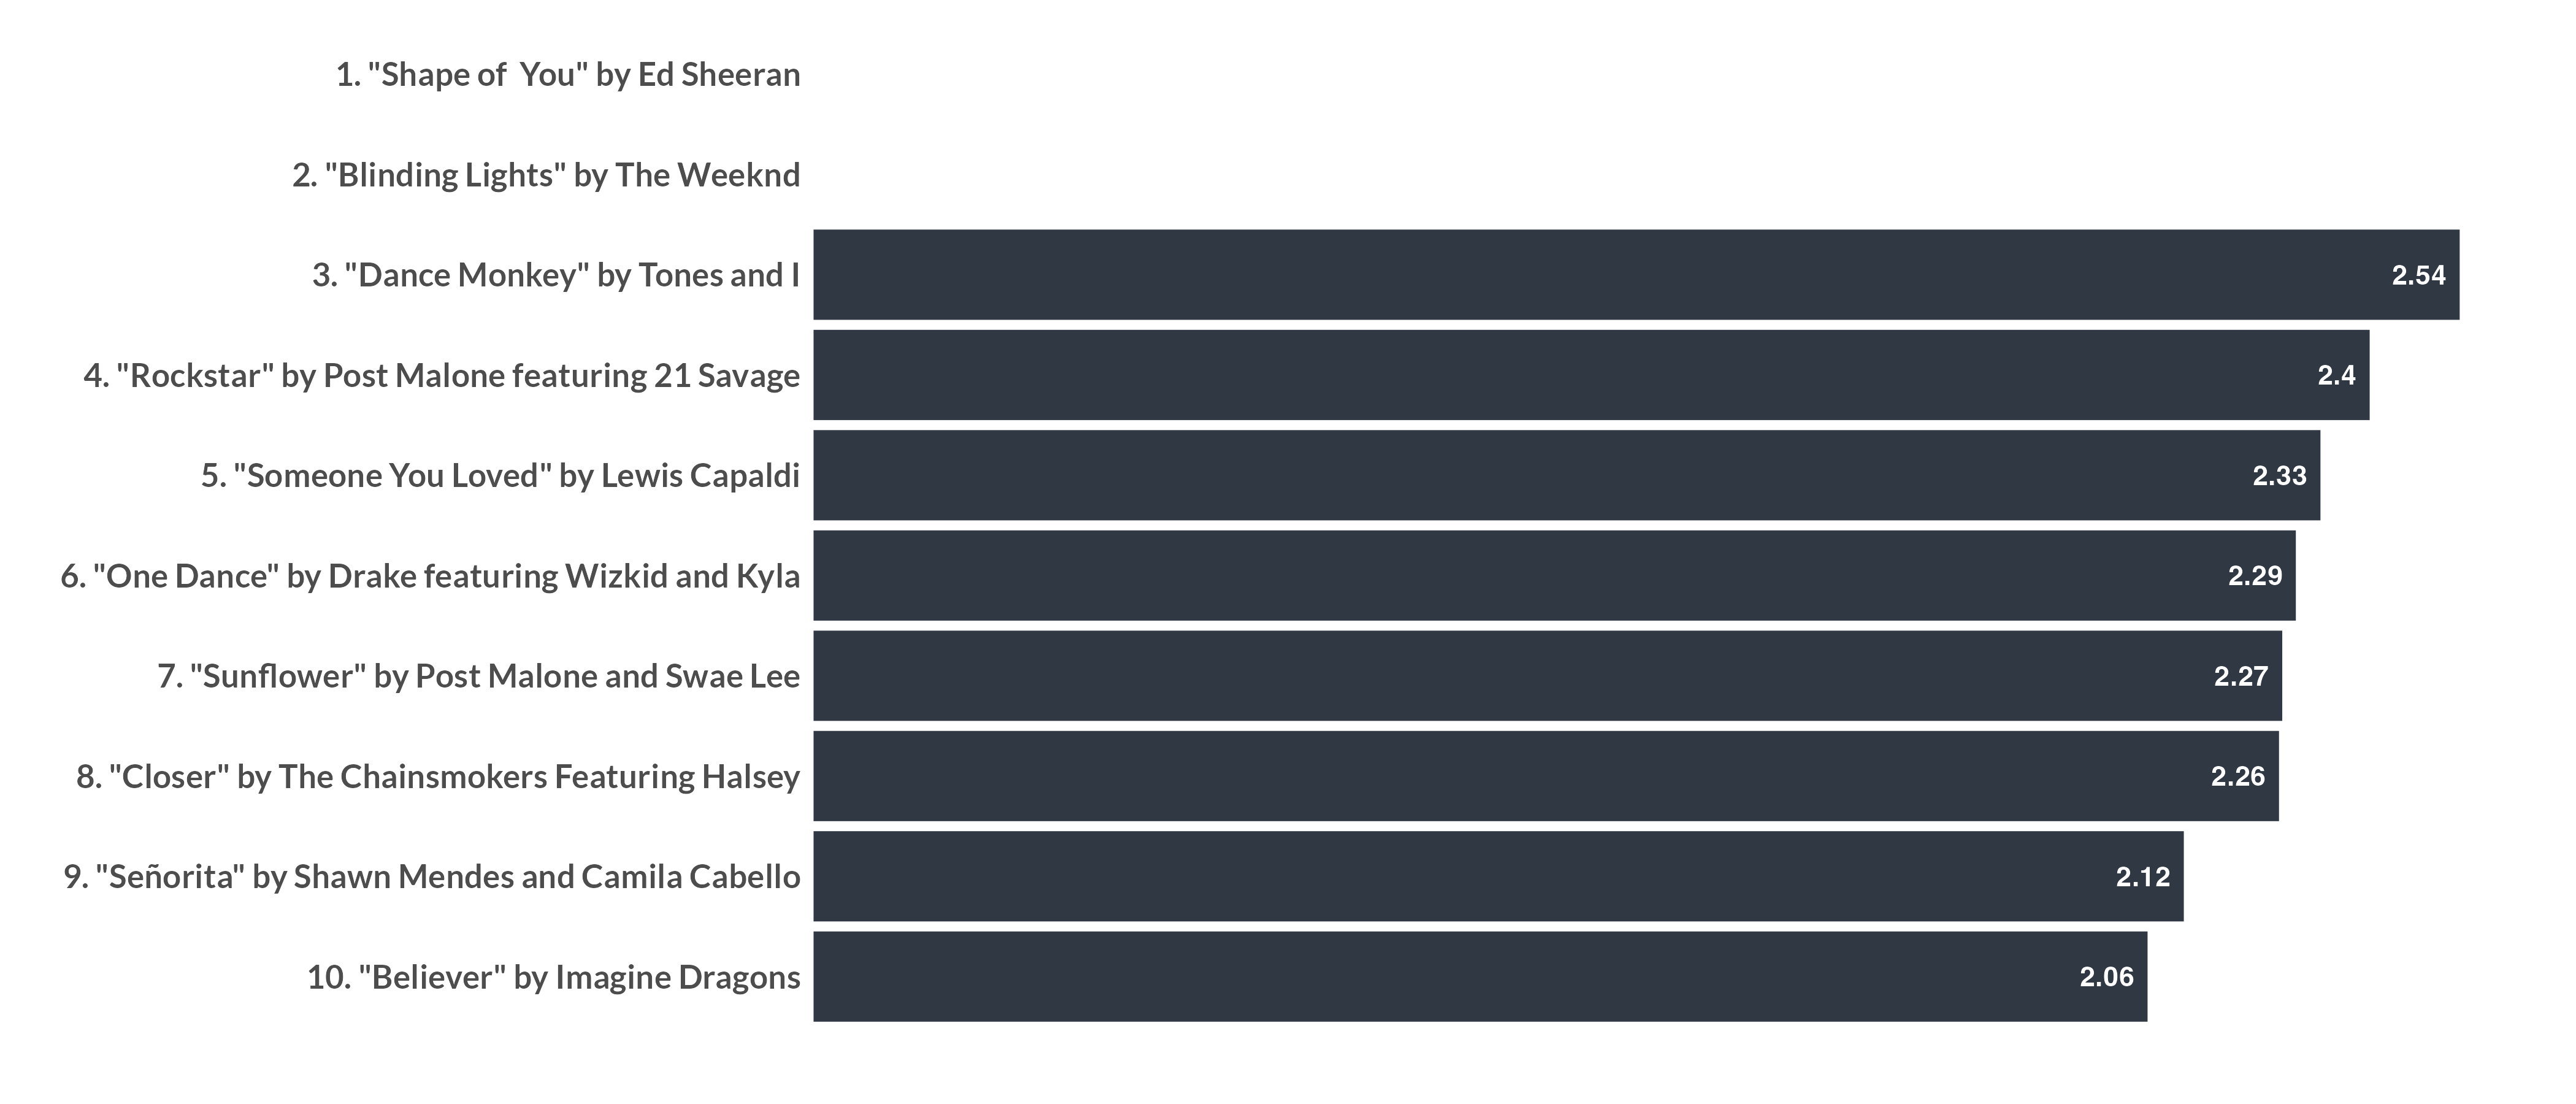 1. "Shape of  You" by Ed Sheeran
2. "Blinding Lights" by The Weeknd
3. "Dance Monkey" by Tones and I 2.54
4. "Rockstar" by Post Malone featuring 21 Savage 2.4
5. "Someone You Loved" by Lewis Capaldi 2.33
6. "One Dance" by Drake featuring Wizkid and Kyla 2.29
7. "Sunflower" by Post Malone and Swae Lee 2.27
8. "Closer" by The Chainsmokers Featuring Halsey 2.26
9. "Señorita" by Shawn Mendes and Camila Cabello 2.12
10. "Believer" by Imagine Dragons 2.06